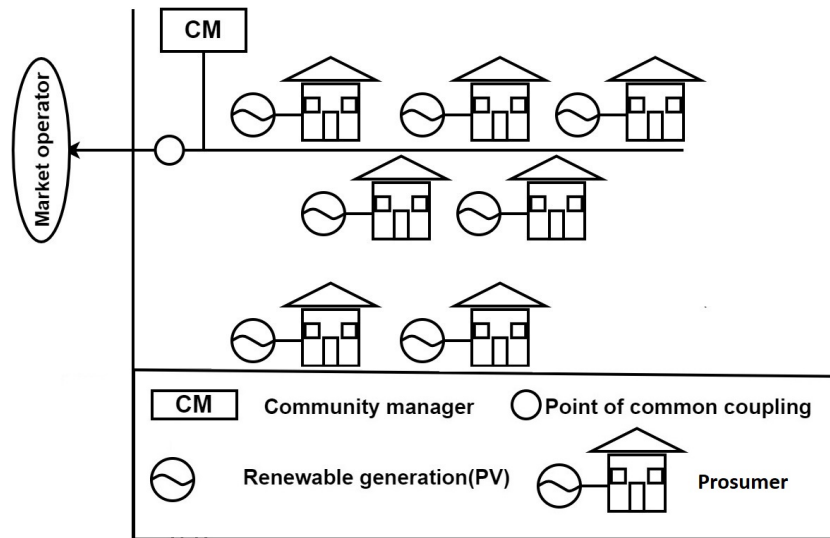 CM
Market operator
CM
Community manager
Point of common coupling
Renewable generation(PV)
Prosumer